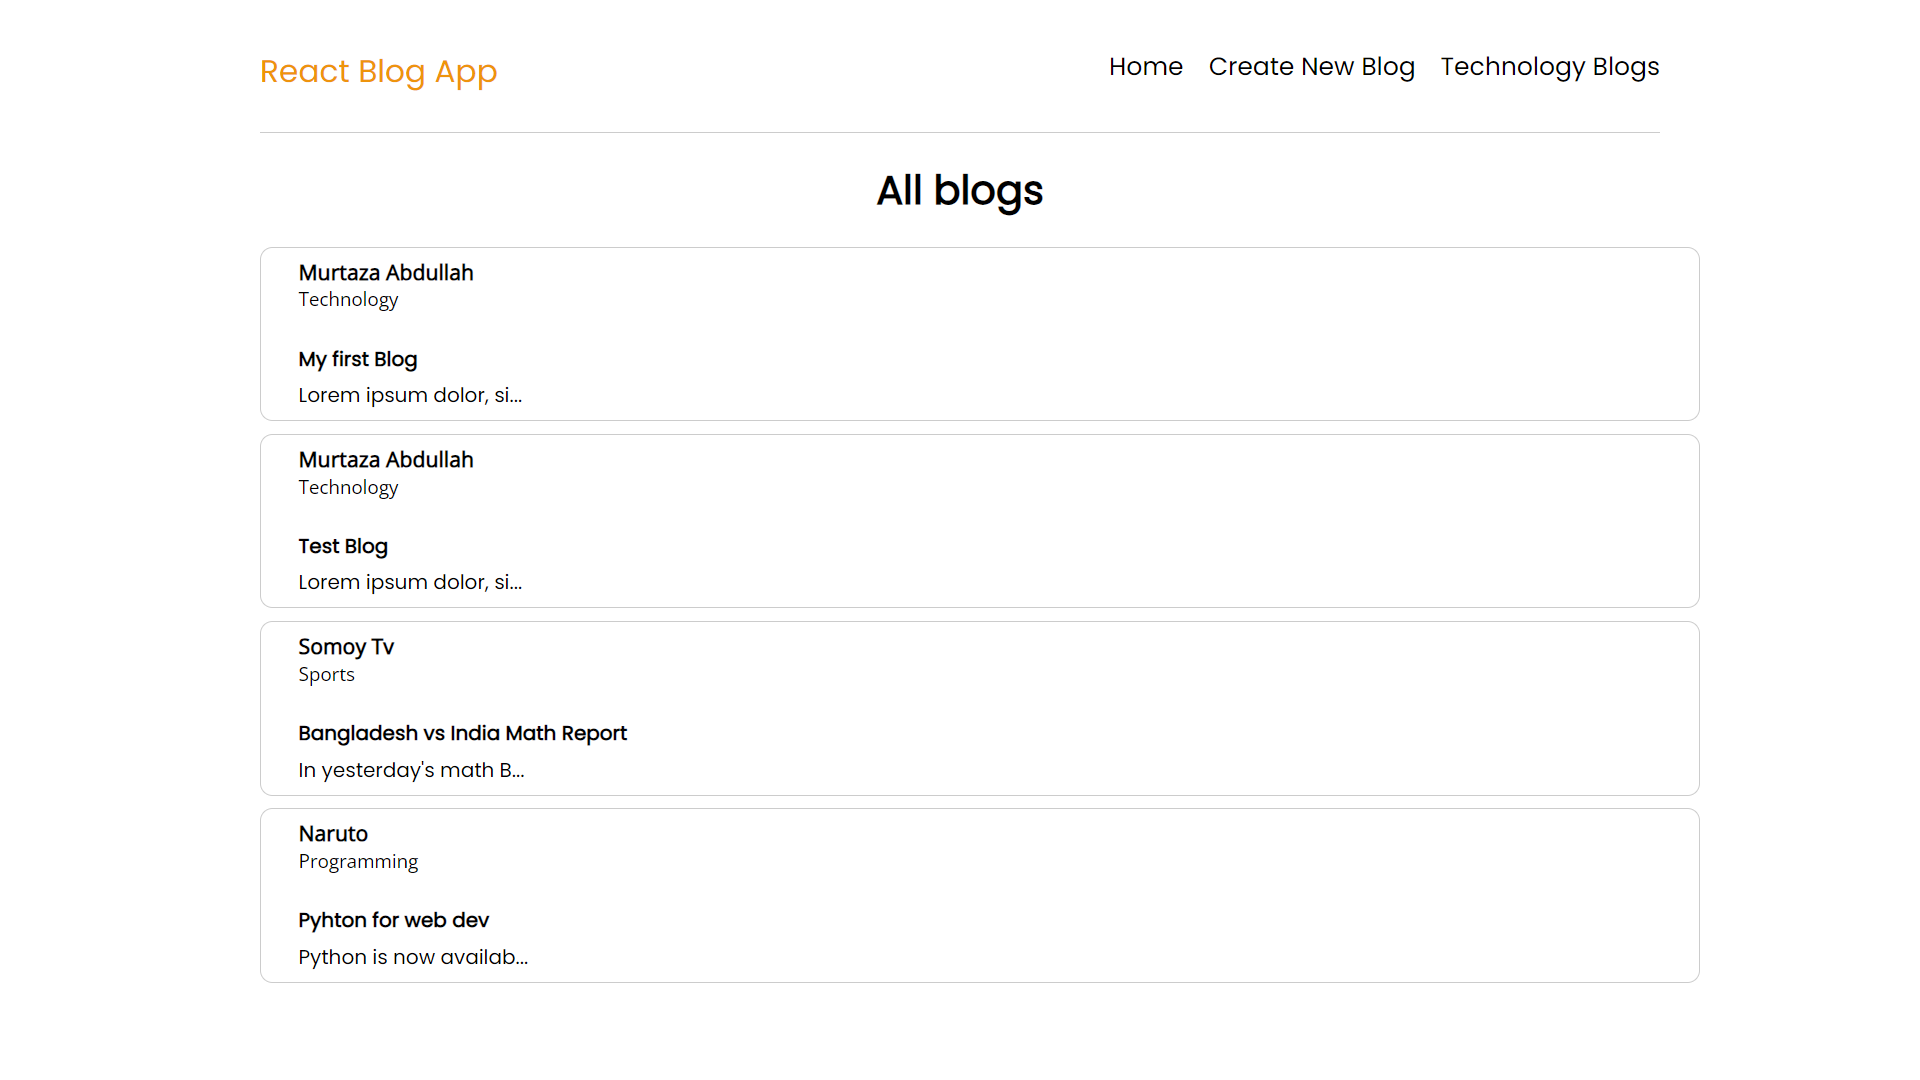 React Blog App
Home Create New Blog Technology Blogs
All blogs
Murtaza Abdullah
Technology
My first Blog
Lorem ipsum dolor, si...
Murtaza Abdullah
Technology
Test Blog
Lorem ipsum dolor, si...
Somoy Tv
Sports
Bangladesh vs India Math Report
In yesterday's math B...
Naruto
Programming
Pyhton for web dev
Python is now availab...